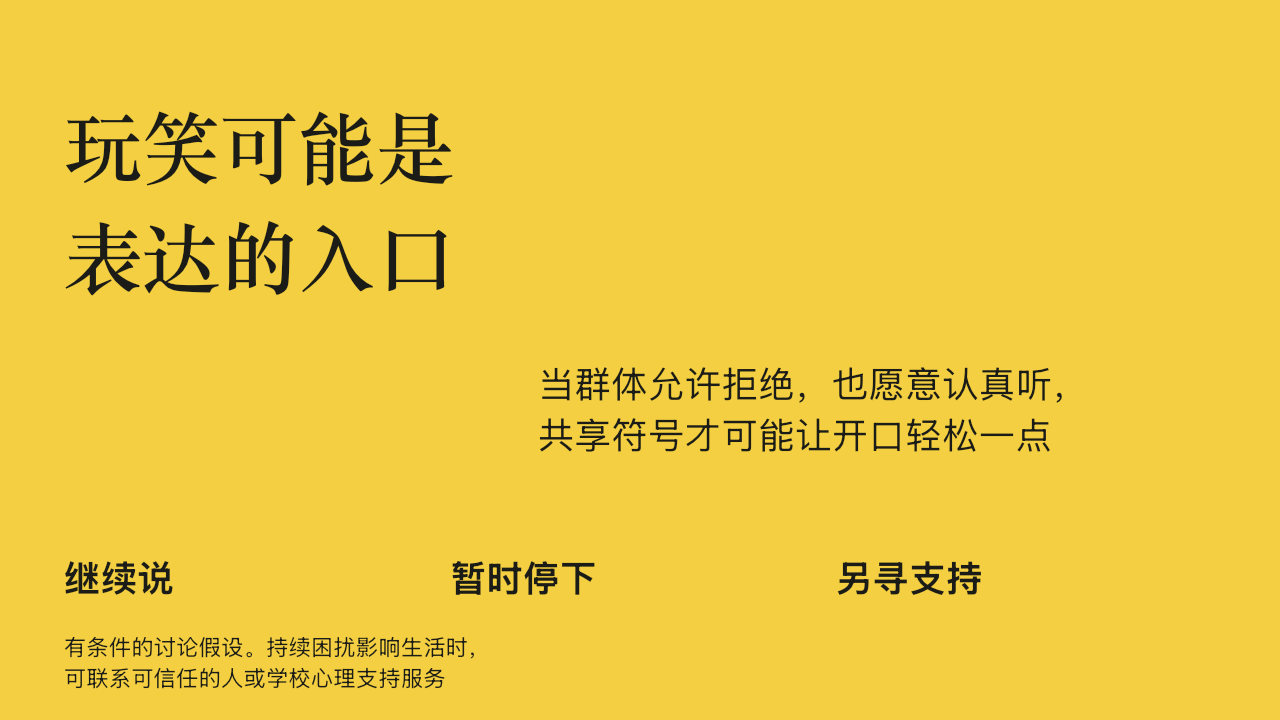 玩笑可能是
表达的入口
当群体允许拒绝，也愿意认真听，
共享符号才可能让开口轻松一点
继续说
暂时停下
另寻支持
有条件的讨论假设。持续困扰影响生活时，
可联系可信任的人或学校心理支持服务